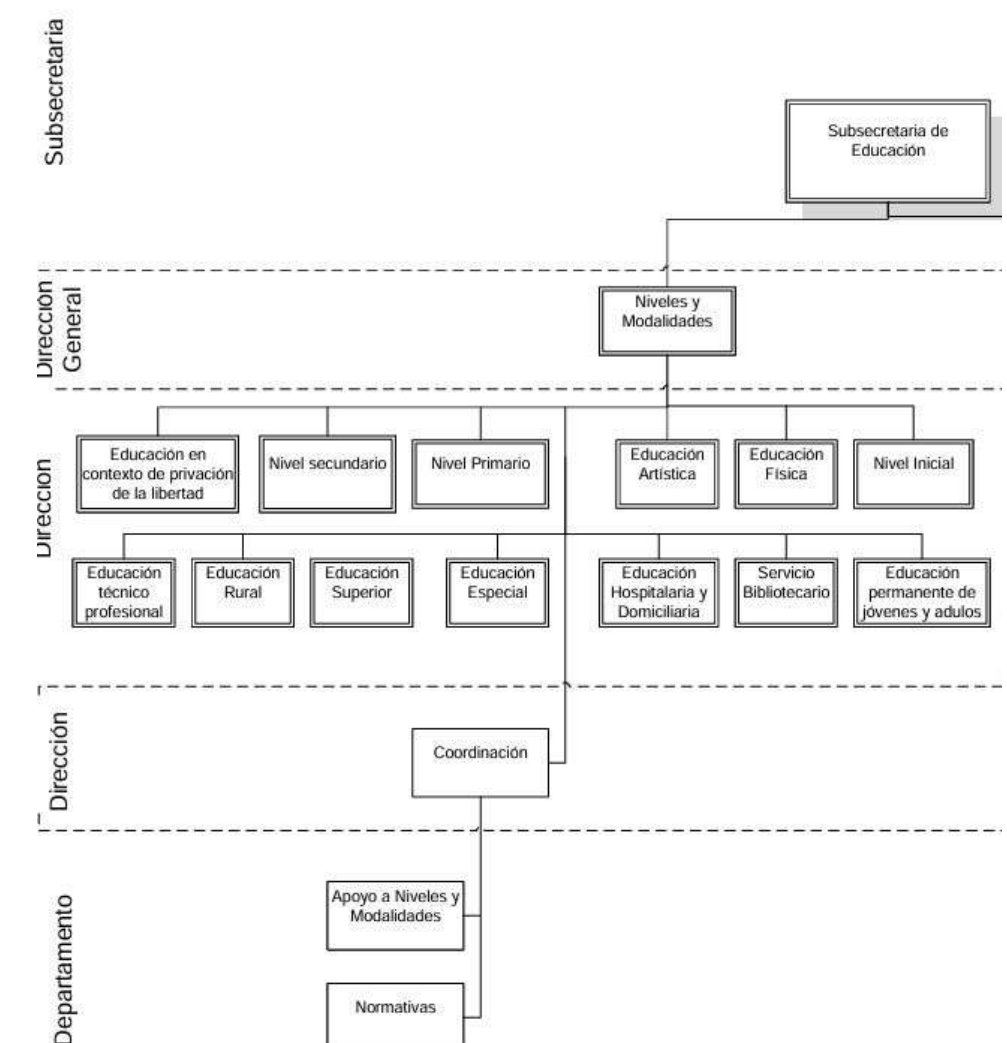 Subsecretaria
Subsecretaria de
Educación
Dirección
General
Niveles y
Modalidades
Dirección
Educación en
contexto de privación
de la libertad
Nivel secundario
Nivel Primario
Educación
Artística
Educación
Física
Nivel Inicial
Educación
técnico
profesional
Educación
Rural
Educación
Superior
Educación
Especial
Educación
Hospitalaria y
Domiciliaria
Servicio
Bibliotecario
Educación
permanente de
jóvenes y adulos
Dirección
Coordinación
Departamento
Apoyo a Niveles y
Modalidades
Normativas